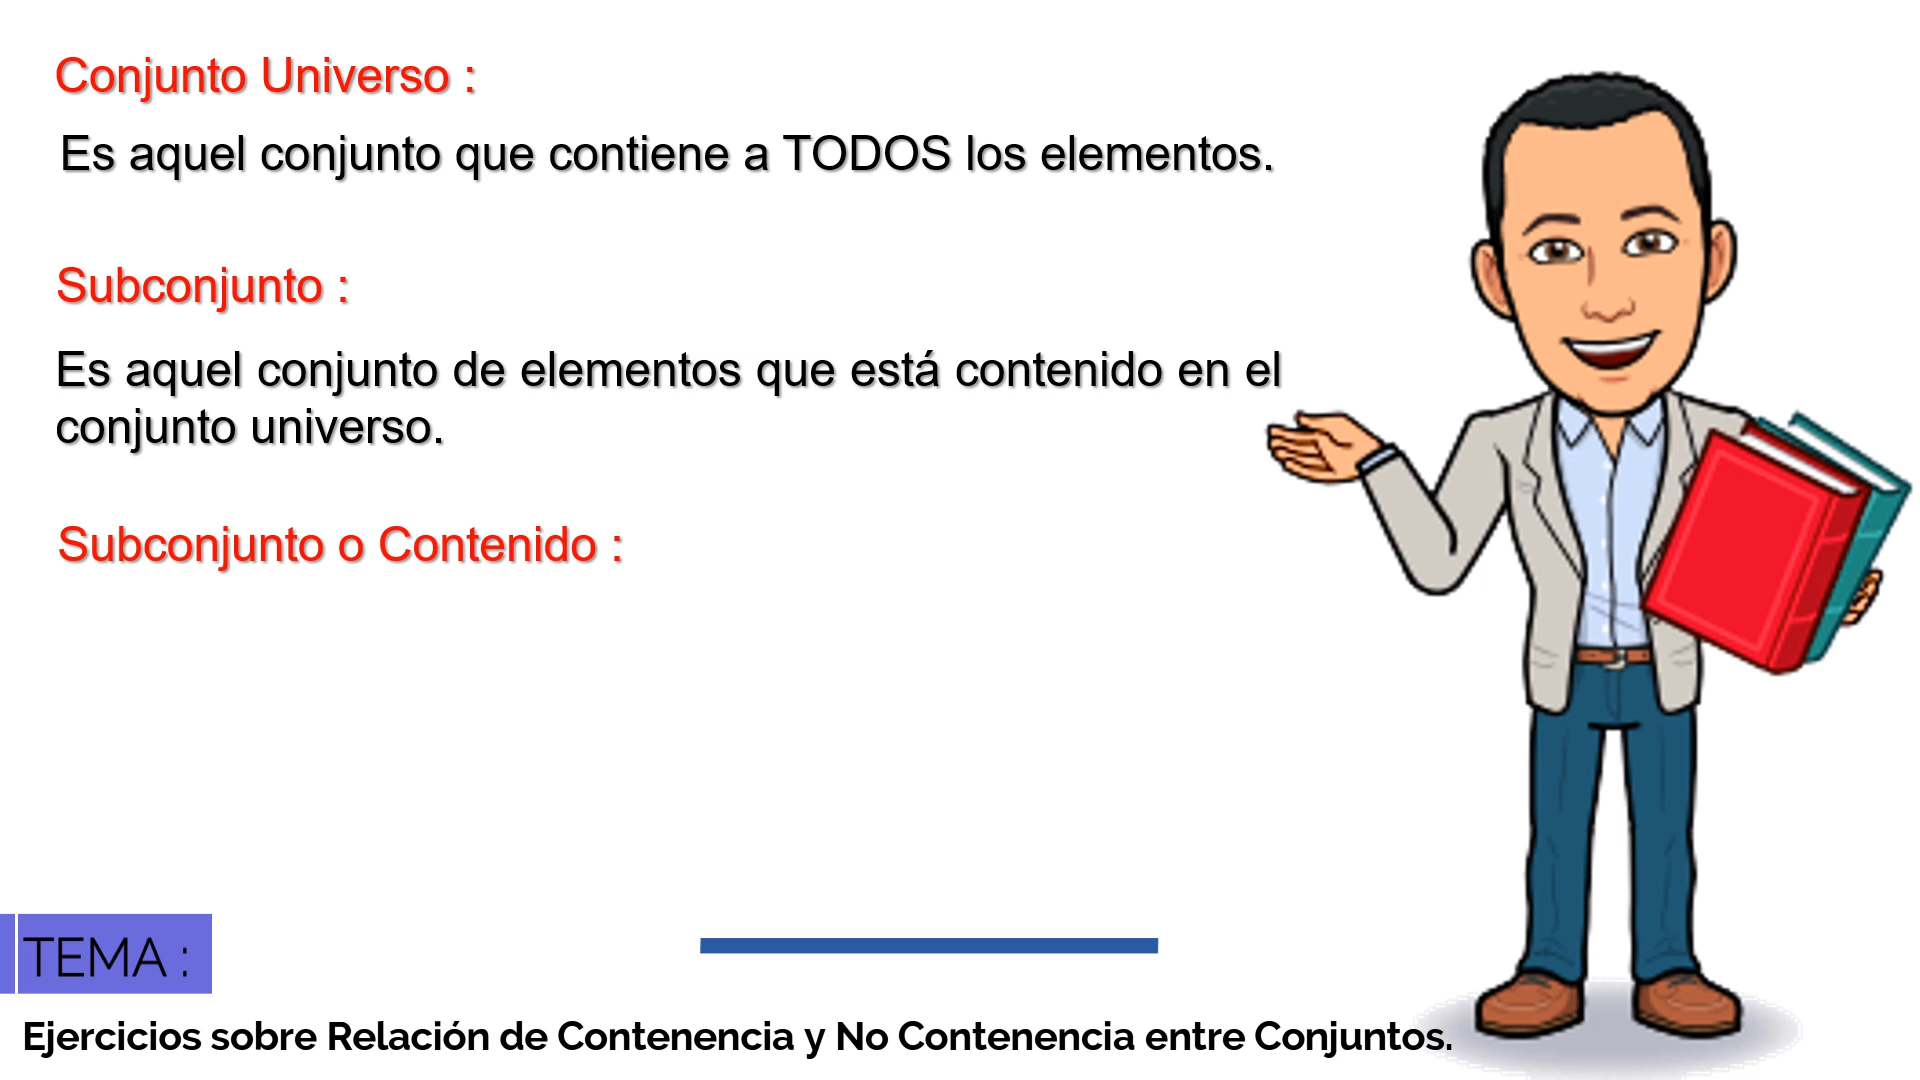 Conjunto Universo :
Es aquel conjunto que contiene a TODOS los elementos.
Subconjunto :
Es aquel conjunto de elementos que está contenido en el
conjunto universo.
Subconjunto o Contenido :
TEMA :
Ejercicios sobre Relación de Contenencia y No Contenencia entre Conjuntos.